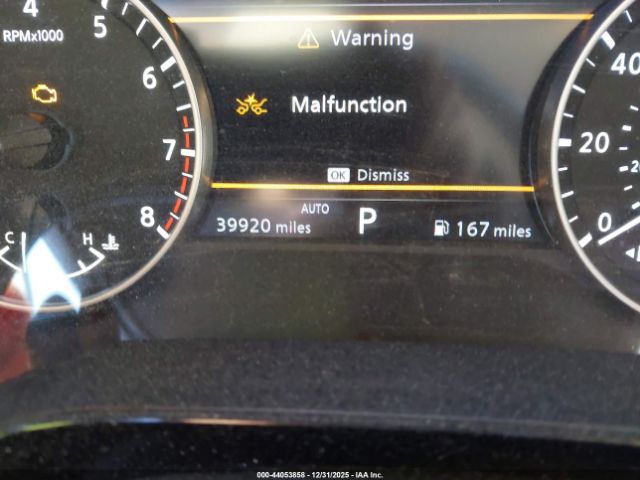 4 5
RPMx1000
6
7
8
C H
Warning
Malfunction
OK Dismiss
AUTO
39920 miles P 167 miles
40
20
20
0
000-44053858 - 12/31/2025 - IAA Inc.